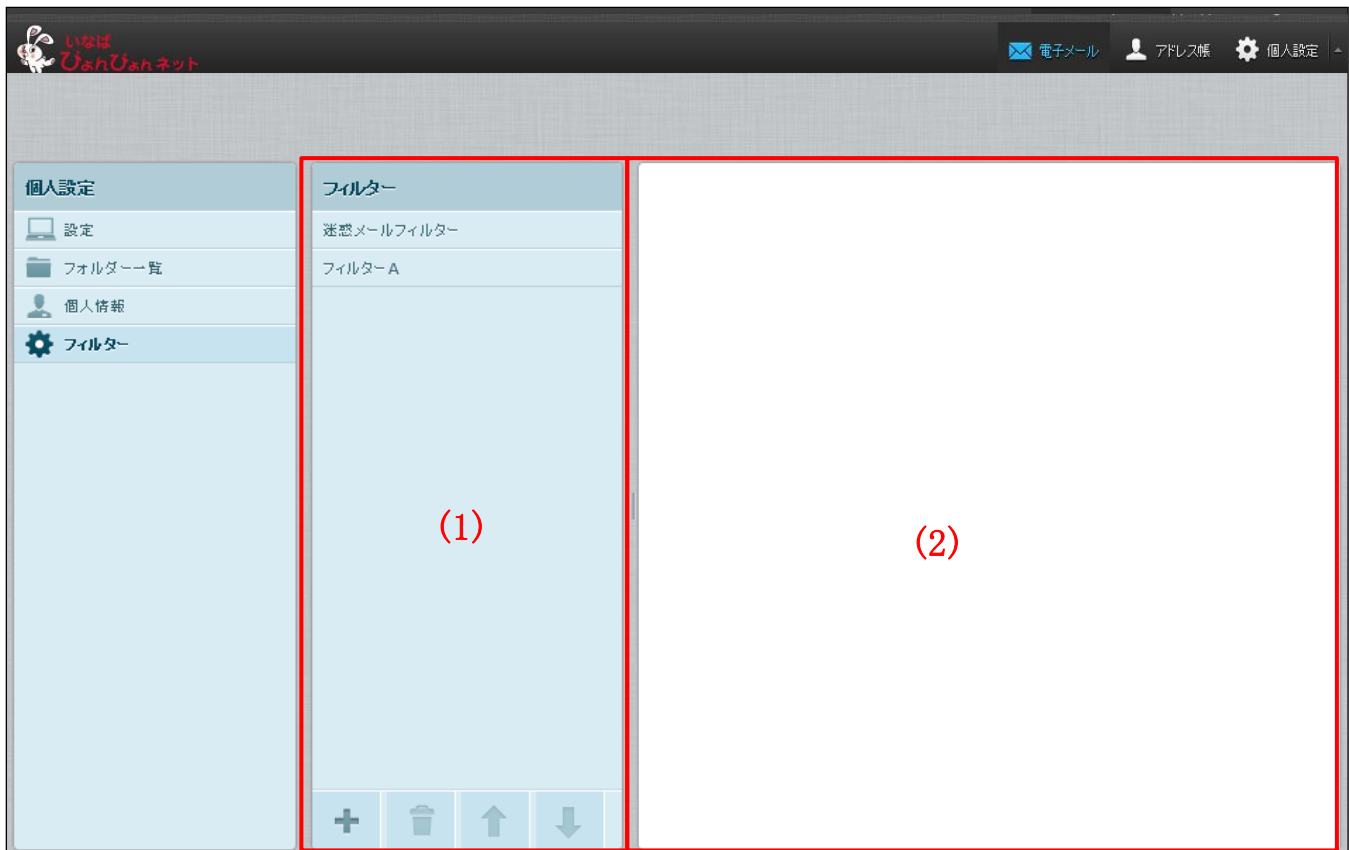 いなば
ぴょんぴょんネット
電子メール
アドレス帳
個人設定
個人設定
設定
フォルダー一覧
個人情報
フィルター
フィルター
迷惑メールフィルター
フィルターA
(1)
(2)